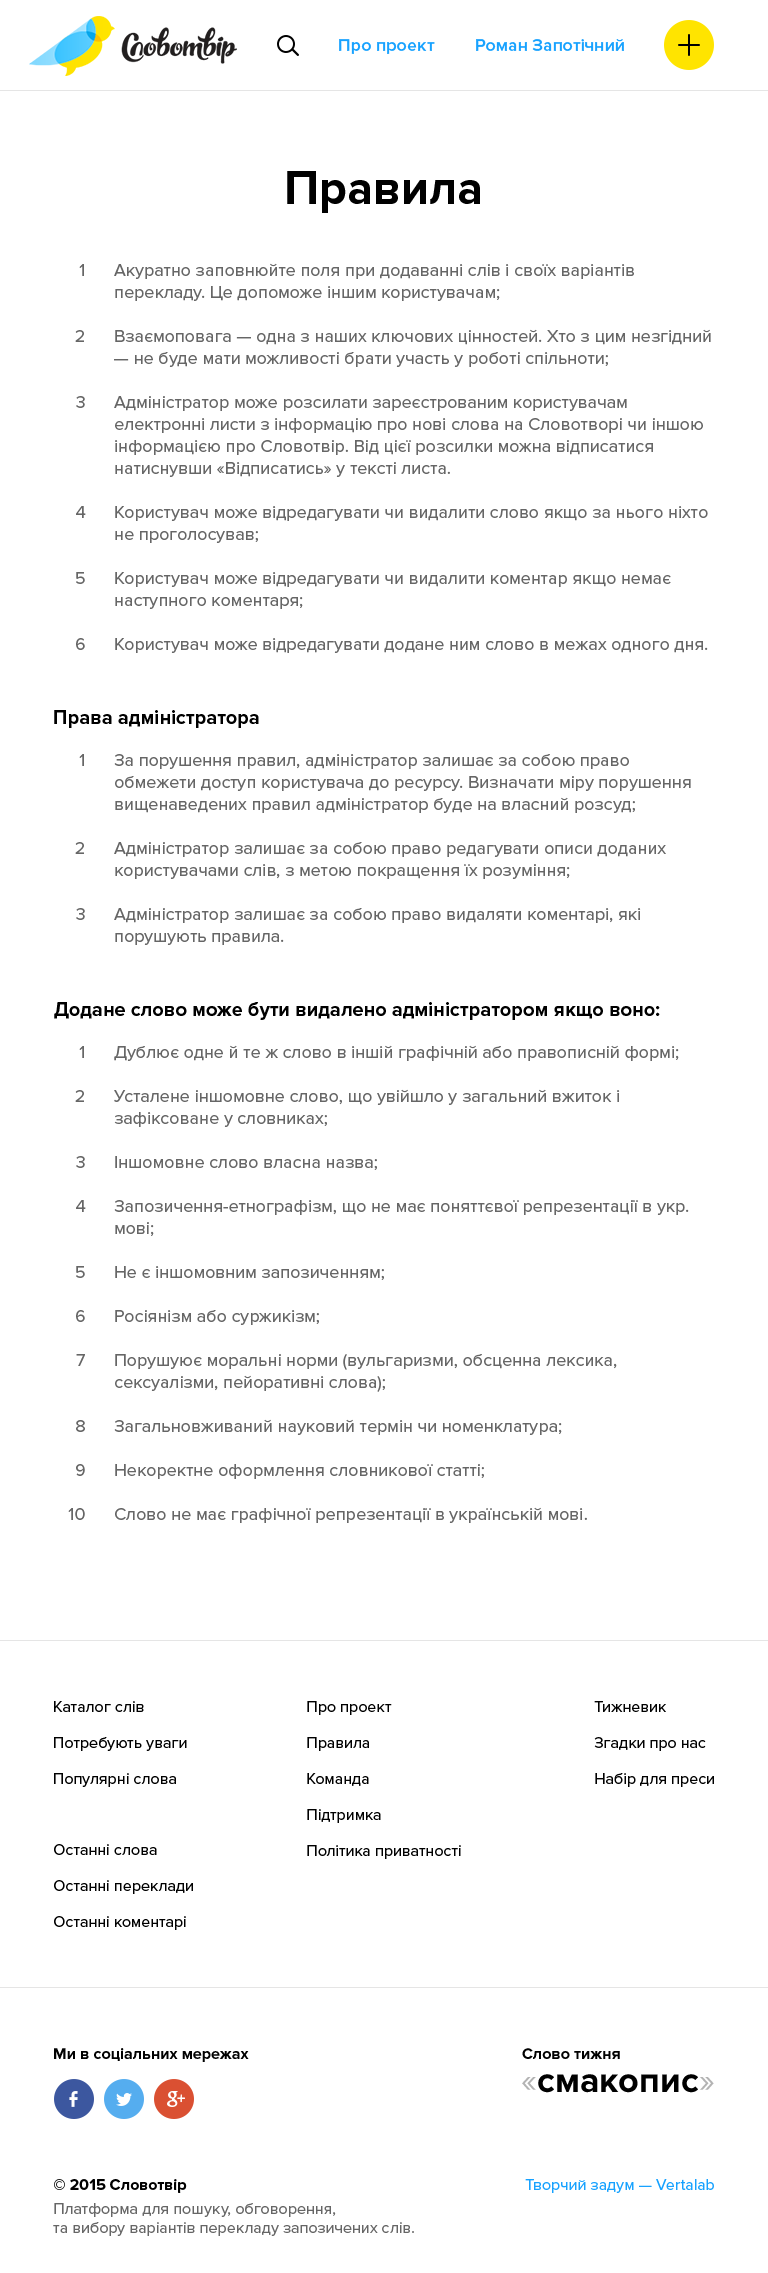 Словотвір
Про проект
Роман Запотічний
Правила
1 Акуратно заповнюйте поля при додаванні слів і своїх варіантів
перекладу. Це допоможе іншим користувачам;
2 Взаємоповага — одна з наших ключових цінностей. Хто з цим незгідний
— не буде мати можливості брати участь у роботі спільноти;
3 Адміністратор може розсилати зареєстрованим користувачам
електронні листи з інформацію про нові слова на Словотворі чи іншою
інформацією про Словотвір. Від цієї розсилки можна відписатися
натиснувши «Відписатись» у тексті листа.
4 Користувач може відредагувати чи видалити слово якщо за нього ніхто
не проголосував;
5 Користувач може відредагувати чи видалити коментар якщо немає
наступного коментаря;
6 Користувач може відредагувати додане ним слово в межах одного дня.
Права адміністратора
1 За порушення правил, адміністратор залишає за собою право
обмежети доступ користувача до ресурсу. Визначати міру порушення
вищенаведених правил адміністратор буде на власний розсуд;
2 Адміністратор залишає за собою право редагувати описи доданих
користувачами слів, з метою покращення їх розуміння;
3 Адміністратор залишає за собою право видаляти коментарі, які
порушують правила.
Додане слово може бути видалено адміністратором якщо воно:
1 Дублює одне й те ж слово в іншій графічній або правописній формі;
2 Усталене іншомовне слово, що увійшло у загальний вжиток і
зафіксоване у словниках;
3 Іншомовне слово власна назва;
4 Запозичення-етнографізм, що не має поняттєвої репрезентації в укр.
мові;
5 Не є іншомовним запозиченням;
6 Росіянізм або суржикізм;
7 Порушуює моральні норми (вульгаризми, обсценна лексика,
сексуалізми, пейоративні слова);
8 Загальновживаний науковий термін чи номенклатура;
9 Некоректне оформлення словникової статті;
10 Слово не має графічної репрезентації в українській мові.
Каталог слів
Потребують уваги
Популярні слова
Останні слова
Останні переклади
Останні коментарі
Про проект
Правила
Команда
Підтримка
Політика приватності
Тижневик
Згадки про нас
Набір для преси
Ми в соціальних мережах
f
g+
Слово тижня
«смакопис»
© 2015 Словотвір
Платформа для пошуку, обговорення,
та вибору варіантів перекладу запозичених слів.
Творчий задум — Vertalab